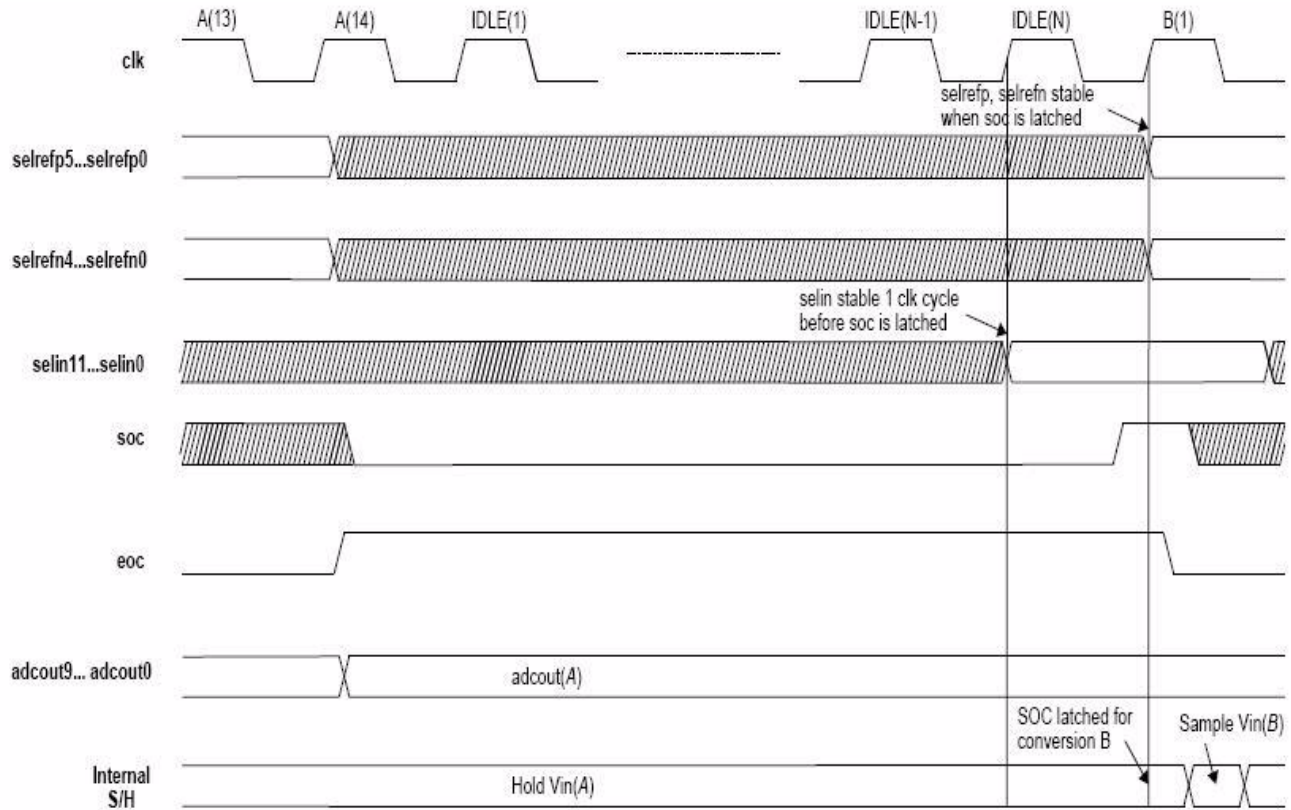 A(13) A(14) IDLE(1) IDLE(N-1) IDLE(N) B(1)
clk
selrefp, selrefn stable
when soc is latched
selrefp5...selrefp0
selrefn4...selrefn0
selin stable 1 clk cycle
before soc is latched
selin11...selin0
soc
eoc
adcout9... adcout0
adcout(A)
SOC latched for
conversion B
Sample Vin(B)
Internal
S/H
Hold Vin(A)